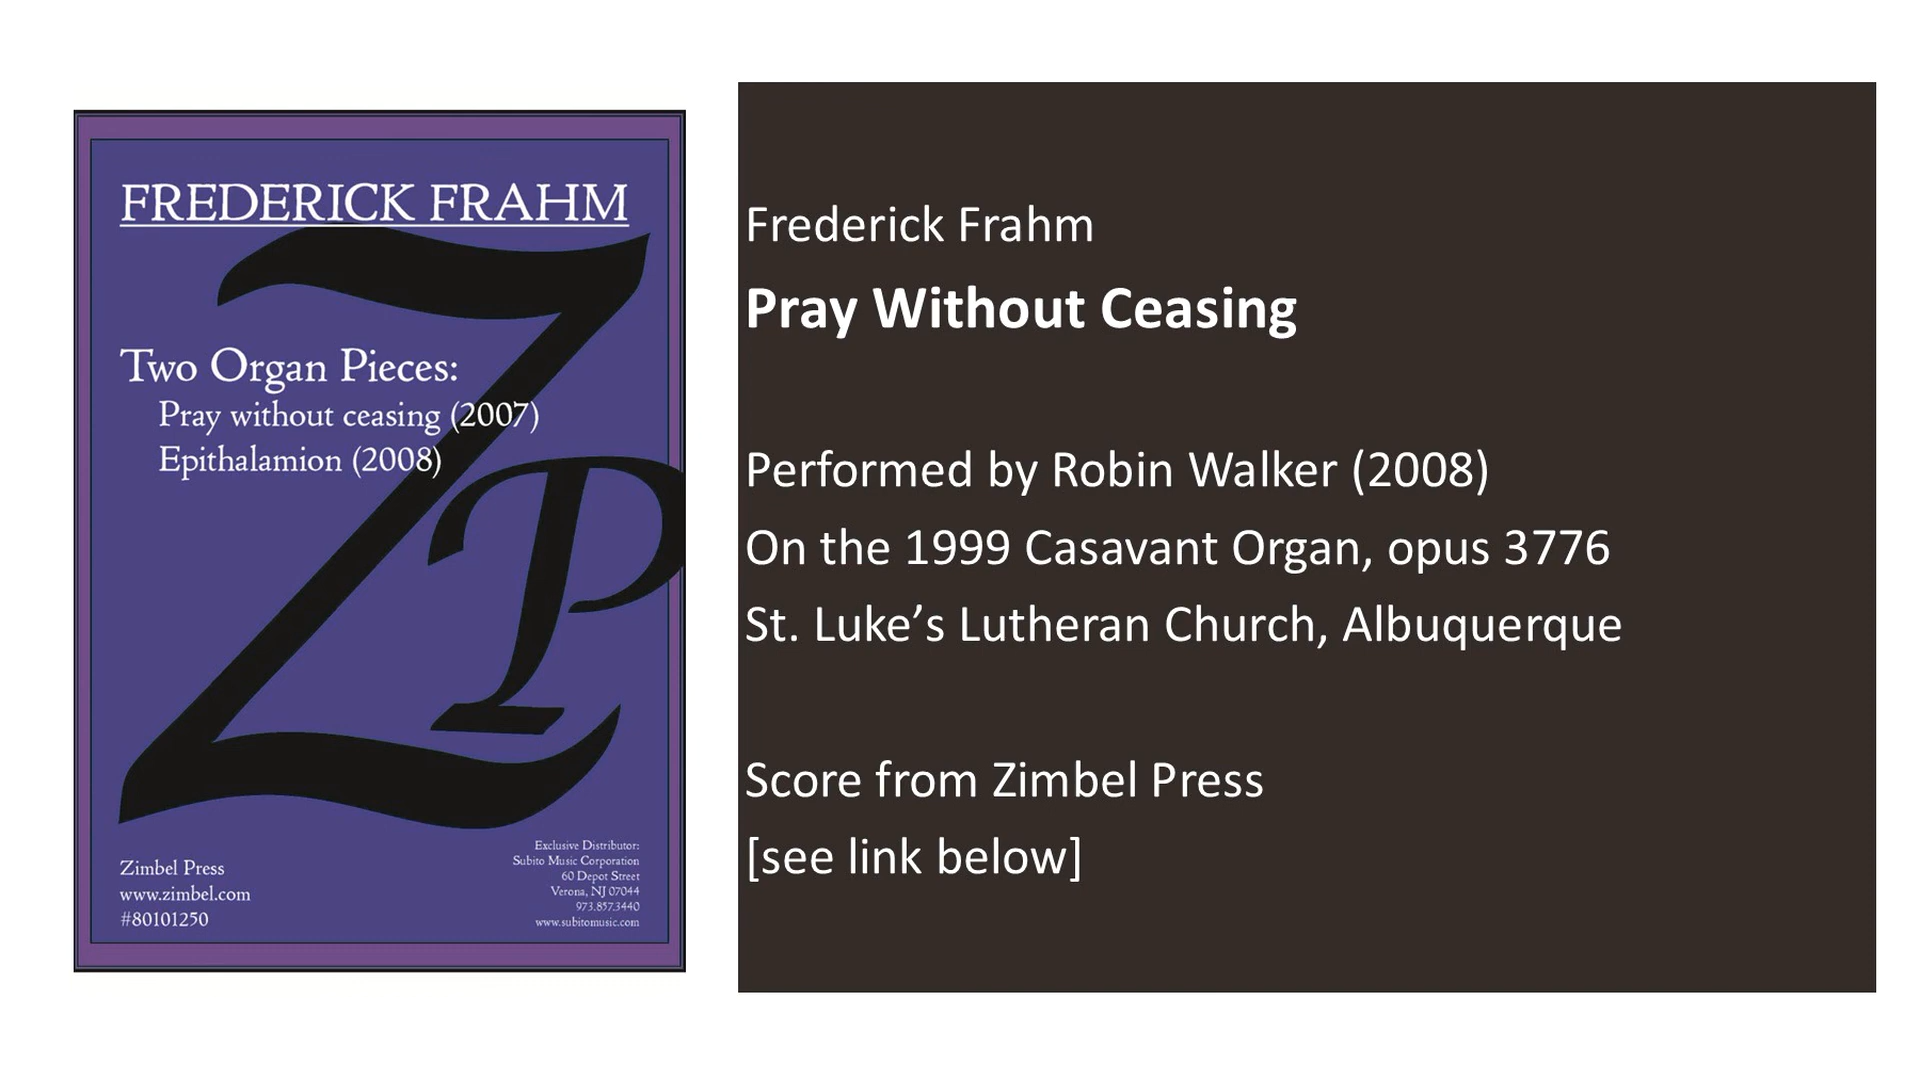 FREDERICK FRAHM
Two Organ Pieces:
Pray without ceasing (2007)
Epithalamion (2008)
ZP
Zimbel Press
www.zimbel.com
#80101250
Exclusive Distributor:
Subito Music Corporation
60 Depot Street
Verona, NJ 07044
973.857.3440
www.subitomusic.com
Frederick Frahm
Pray Without Ceasing
Performed by Robin Walker (2008)
On the 1999 Casavant Organ, opus 3776
St. Luke’s Lutheran Church, Albuquerque
Score from Zimbel Press
[see link below]